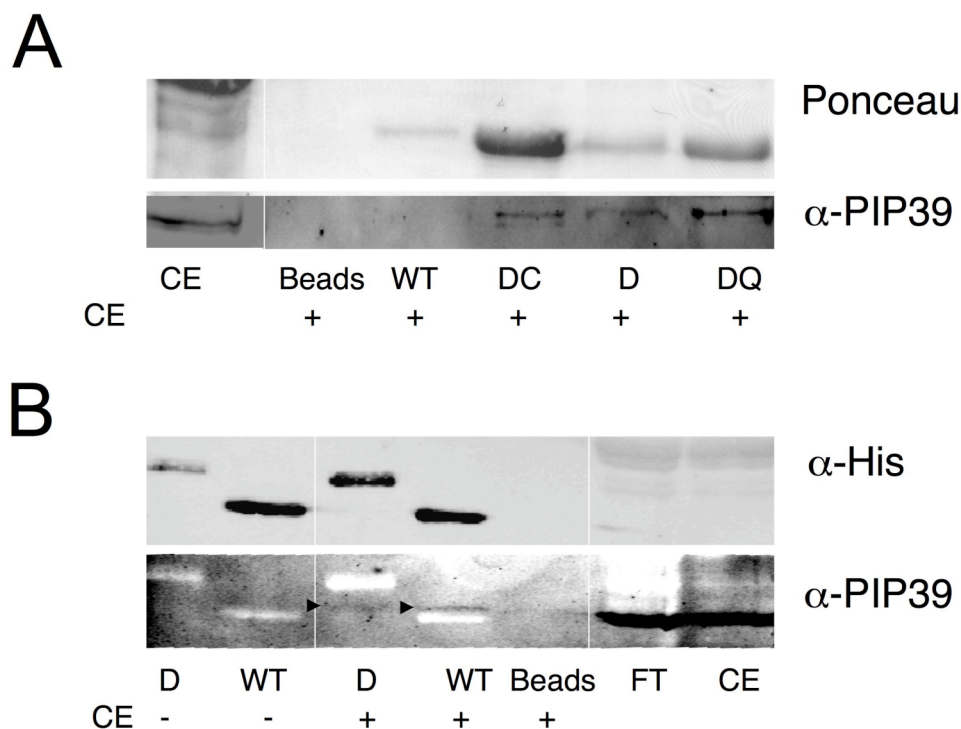 A
Ponceau
α-PIP39
CE Beads WT DC D DQ
CE + + + + +
B
α-His
α-PIP39
D WT D WT Beads FT CE
CE - - + + +